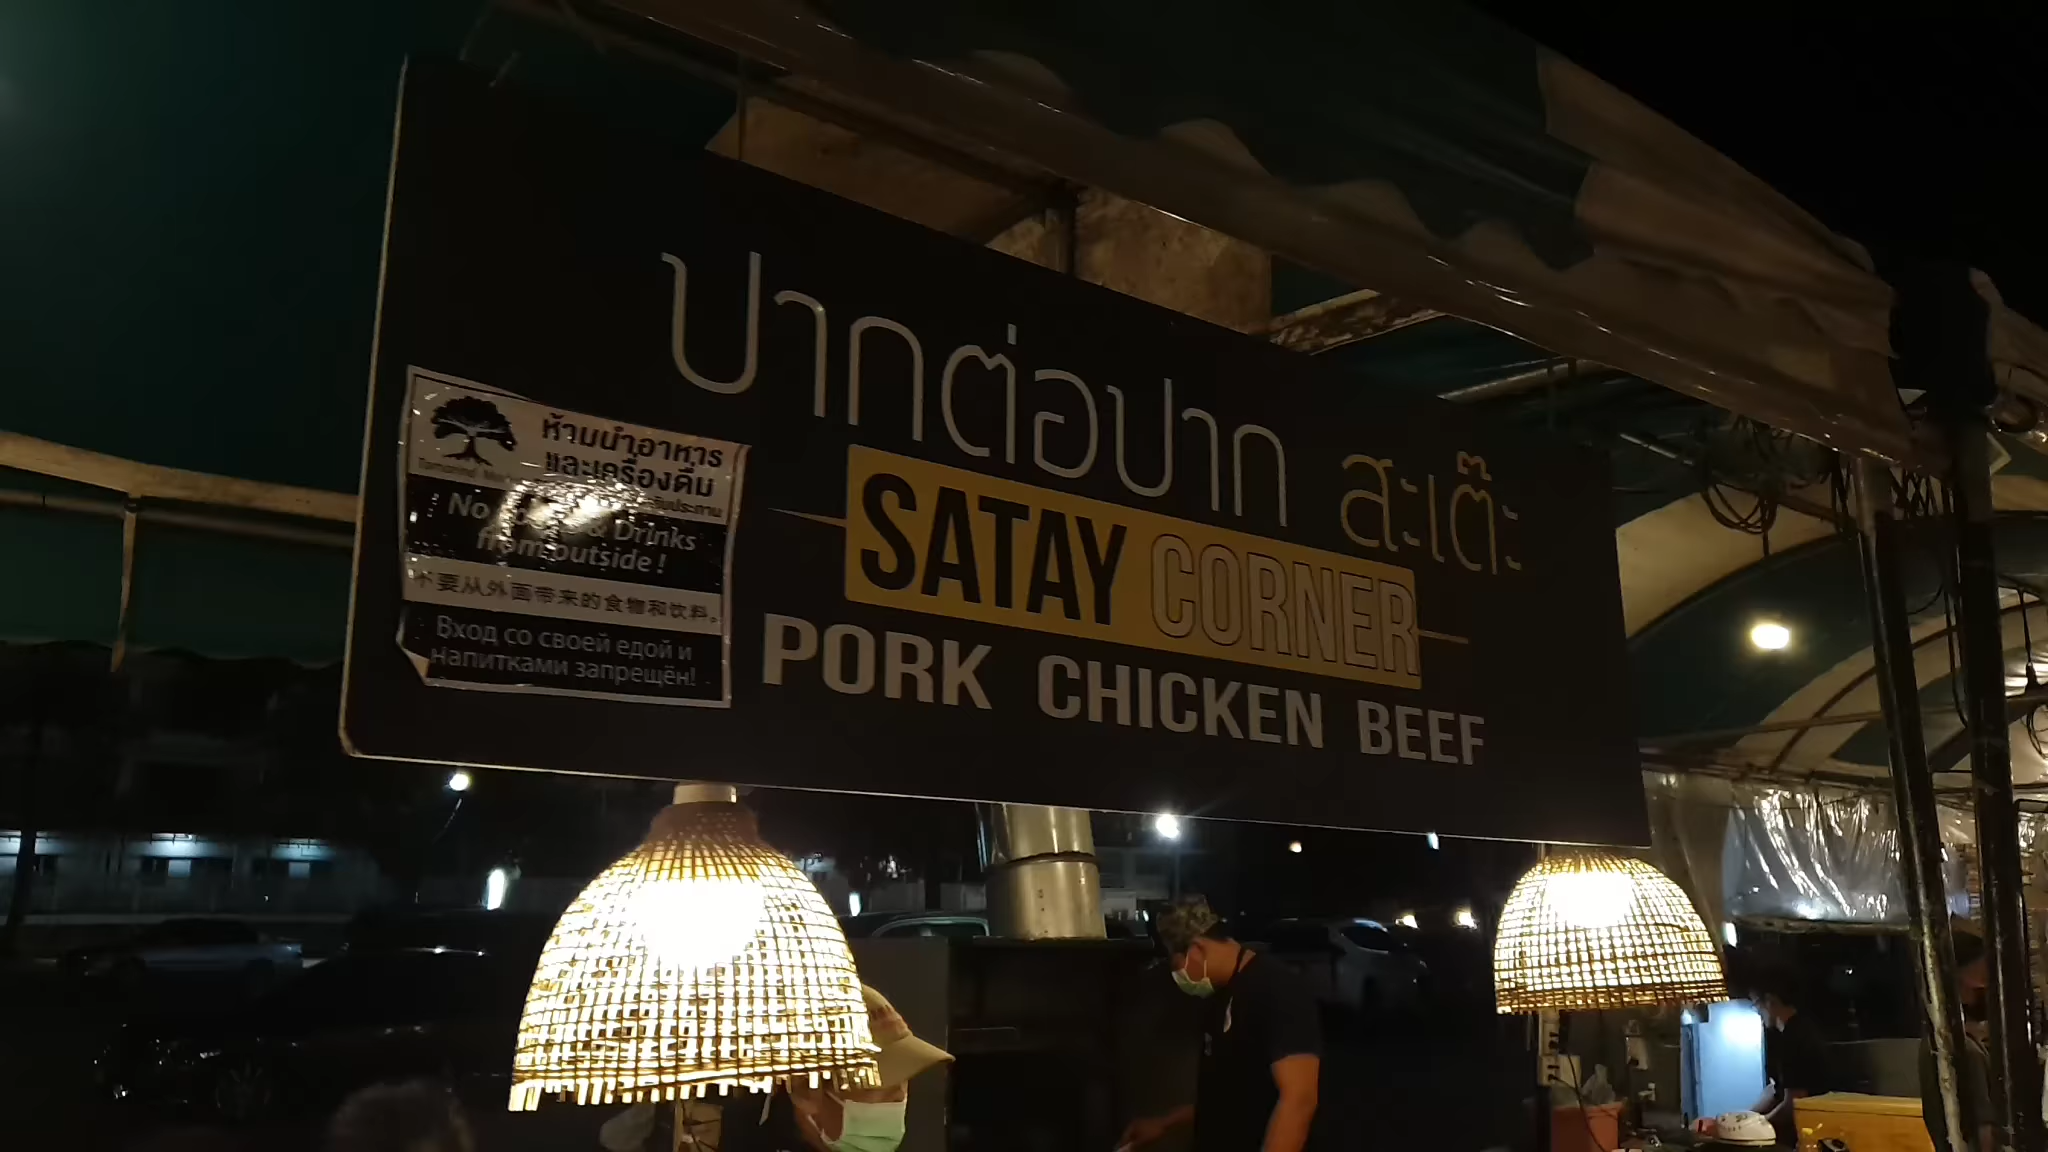 ปากต่อปาก สะเต๊ะ
SATAY CORNER
PORK CHICKEN BEEF
ห้ามนำอาหาร
และเครื่องดื่ม
No & Drinks
from outside !
不要从外面带来的食物和饮料。
Вход со своей едой и
напитками запрещён!